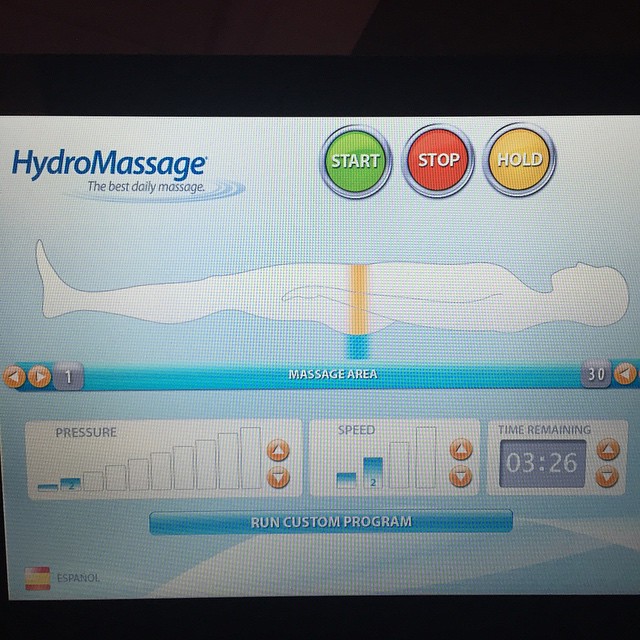 HydroMassage®
The best daily massage.
START STOP HOLD
1 MASSAGE AREA 30
PRESSURE
2
SPEED
2
TIME REMAINING
03:26
RUN CUSTOM PROGRAM
ESPAÑOL